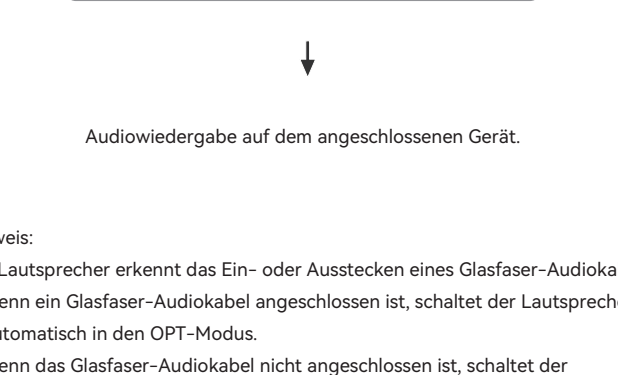 Audiowiedergabe auf dem angeschlossenen Gerät.
weis:
Lautsprecher erkennt das Ein- oder Ausstecken eines Glasfaser-Audioka
enn ein Glasfaser-Audiokabel angeschlossen ist, schaltet der Lautspreche
utomatisch in den OPT-Modus.
enn das Glasfaser-Audiokabel nicht angeschlossen ist, schaltet der